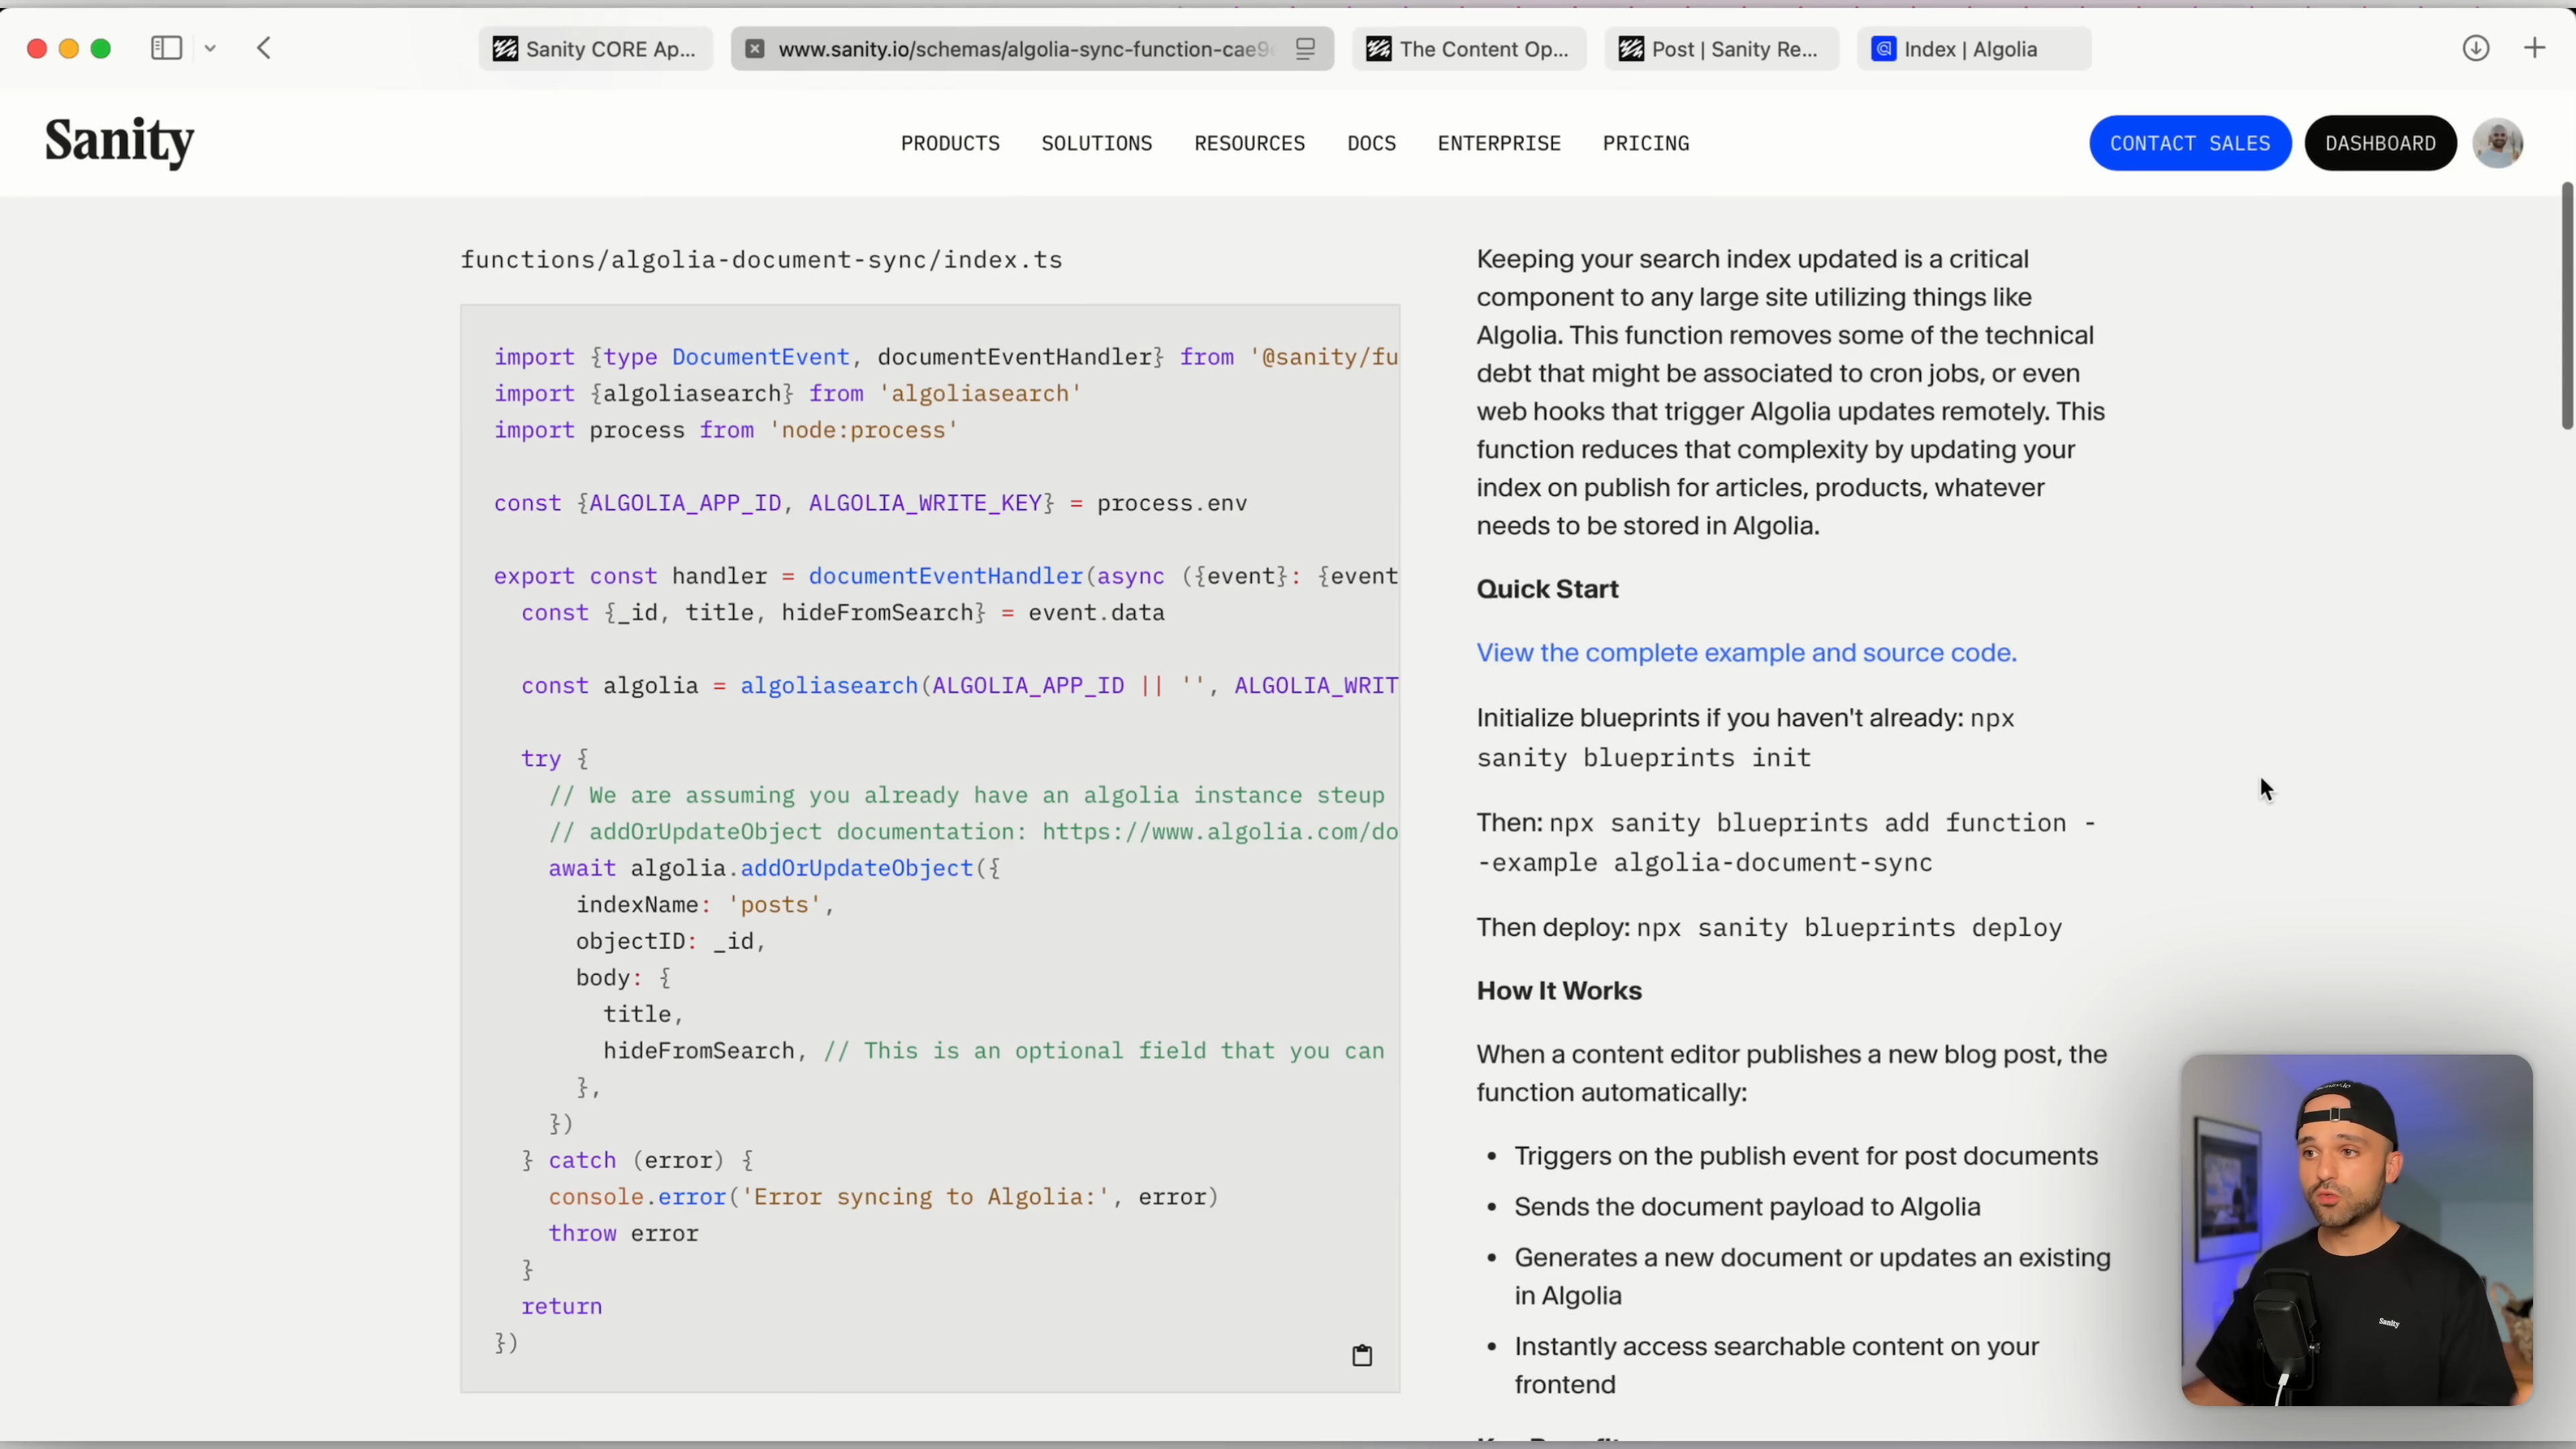 Sanity CORE Ap...
www.sanity.io/schemas/algolia-sync-function-cae9
The Content Op...
Post | Sanity Re...
Index | Algolia
Sanity
PRODUCTS
SOLUTIONS
RESOURCES
DOCS
ENTERPRISE
PRICING
CONTACT SALES
DASHBOARD
functions/algolia-document-sync/index.ts
import {type DocumentEvent, documentEventHandler} from '@sanity/fu
import {algoliasearch} from 'algoliasearch'
import process from 'node:process'
const {ALGOLIA_APP_ID, ALGOLIA_WRITE_KEY} = process.env
export const handler = documentEventHandler(async ({event}: {event
const {_id, title, hideFromSearch} = event.data
const algolia = algoliasearch(ALGOLIA_APP_ID || '', ALGOLIA_WRIT
try {
// We are assuming you already have an algolia instance steup
// addOrUpdateObject documentation: https://www.algolia.com/do
await algolia.addOrUpdateObject({
indexName: 'posts',
objectID: _id,
body: {
title,
hideFromSearch, // This is an optional field that you can
},
})
} catch (error) {
console.error('Error syncing to Algolia:', error)
throw error
}
return
})
Keeping your search index updated is a critical
component to any large site utilizing things like
Algolia. This function removes some of the technical
debt that might be associated to cron jobs, or even
web hooks that trigger Algolia updates remotely. This
function reduces that complexity by updating your
index on publish for articles, products, whatever
needs to be stored in Algolia.
Quick Start
View the complete example and source code.
Initialize blueprints if you haven't already: npx
sanity blueprints init
Then: npx sanity blueprints add function -
-example algolia-document-sync
Then deploy: npx sanity blueprints deploy
How It Works
When a content editor publishes a new blog post, the
function automatically:
• Triggers on the publish event for post documents
• Sends the document payload to Algolia
• Generates a new document or updates an existing
in Algolia
• Instantly access searchable content on your
frontend
Sanity